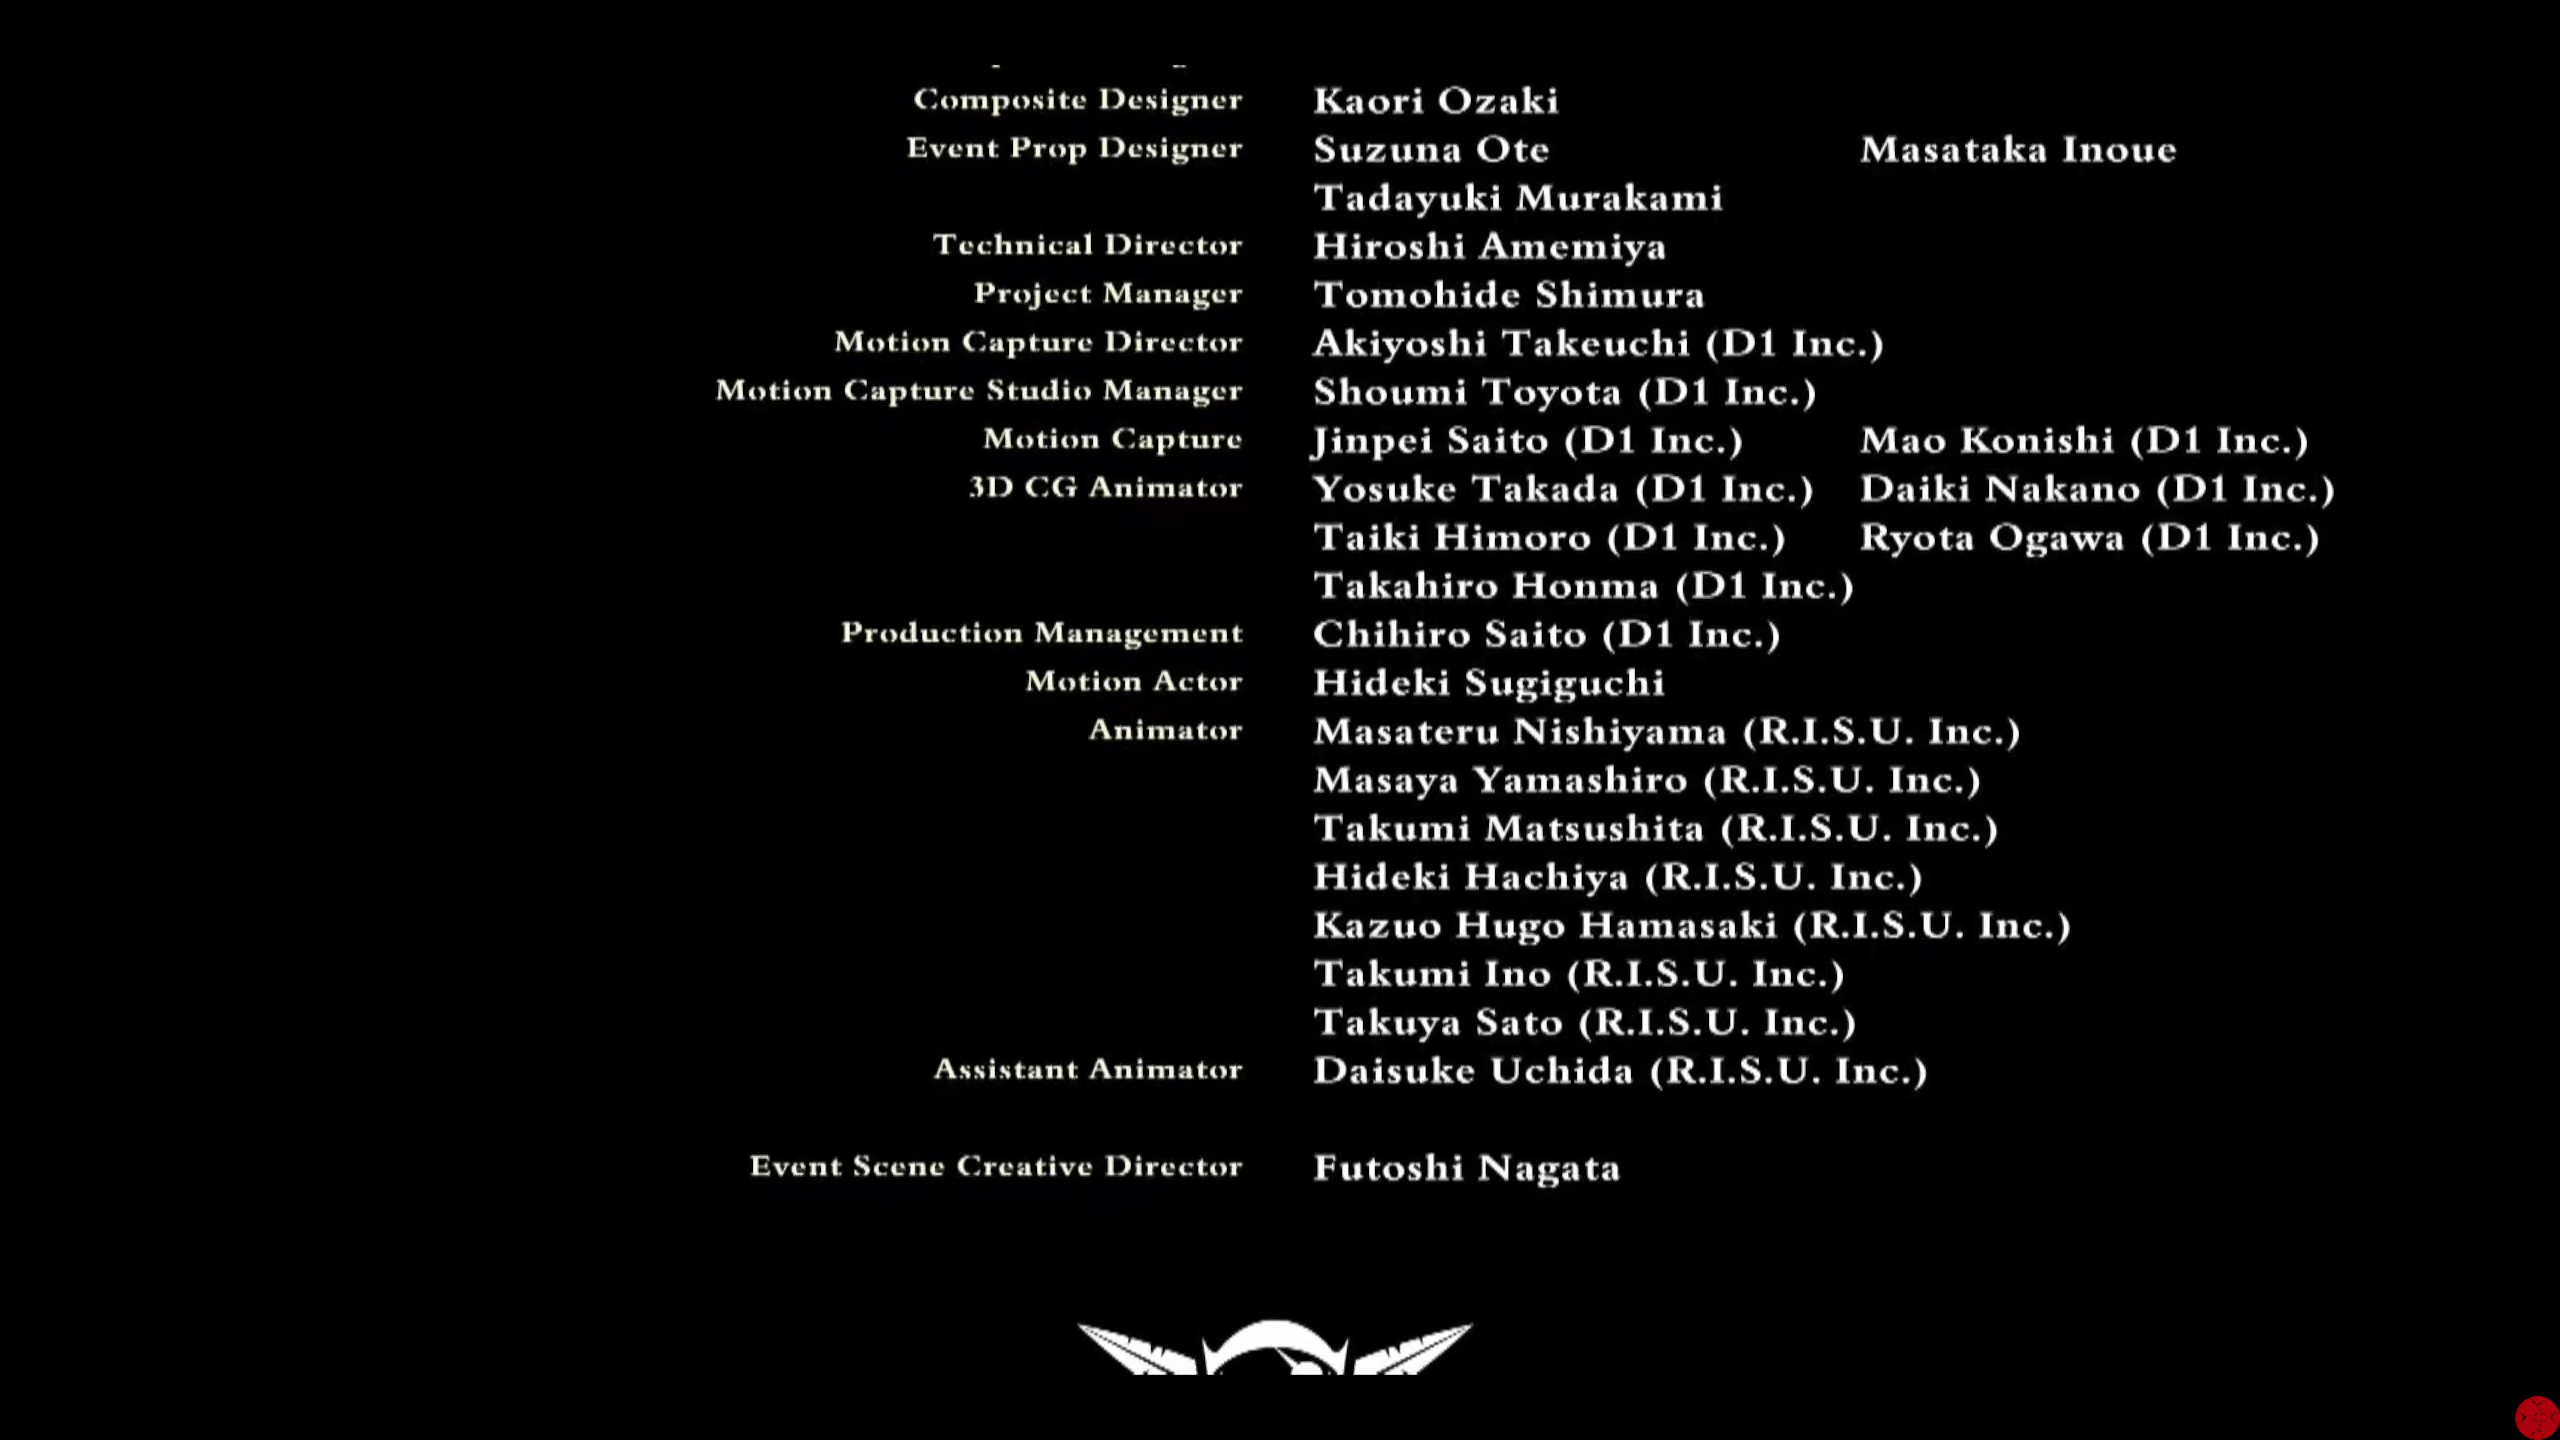 Composite Designer Kaori Ozaki
Event Prop Designer Suzuna Ote Masataka Inoue
Tadayuki Murakami
Technical Director Hiroshi Amemiya
Project Manager Tomohide Shimura
Motion Capture Director Akiyoshi Takeuchi (D1 Inc.)
Motion Capture Studio Manager Shoumi Toyota (D1 Inc.)
Motion Capture Jinpei Saito (D1 Inc.) Mao Konishi (D1 Inc.)
3D CG Animator Yosuke Takada (D1 Inc.) Daiki Nakano (D1 Inc.)
Taiki Himoro (D1 Inc.) Ryota Ogawa (D1 Inc.)
Takahiro Honma (D1 Inc.)
Production Management Chihiro Saito (D1 Inc.)
Motion Actor Hideki Sugiguchi
Animator Masateru Nishiyama (R.I.S.U. Inc.)
Masaya Yamashiro (R.I.S.U. Inc.)
Takumi Matsushita (R.I.S.U. Inc.)
Hideki Hachiya (R.I.S.U. Inc.)
Kazuo Hugo Hamasaki (R.I.S.U. Inc.)
Takumi Ino (R.I.S.U. Inc.)
Takuya Sato (R.I.S.U. Inc.)
Assistant Animator Daisuke Uchida (R.I.S.U. Inc.)
Event Scene Creative Director Futoshi Nagata